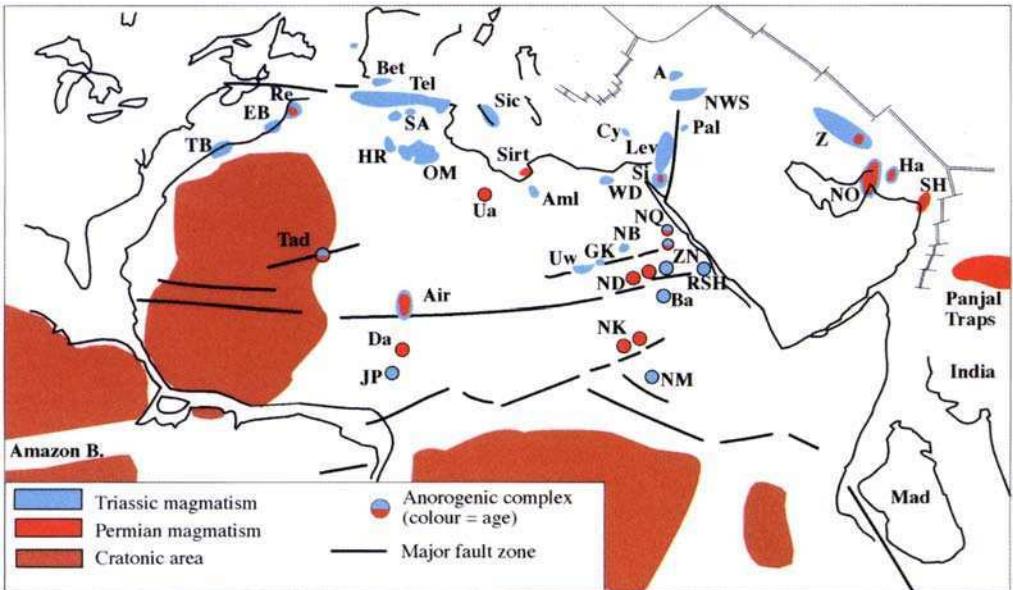 A
Bet
Tel
NWS
Re
EB
SA
Sic
Cy
Lev
Pal
Z
TB
HR
OM
Sirt
Si
Ha
WD
NO
SH
Ua
Aml
NQ
NB
Tad
Uw
GK
ZN
ND
RSH
Air
Ba
Panjal
Traps
Da
NK
JP
NM
India
Amazon B.
Mad
Triassic magmatism
Permian magmatism
Cratonic area
Anorogenic complex
(colour = age)
Major fault zone